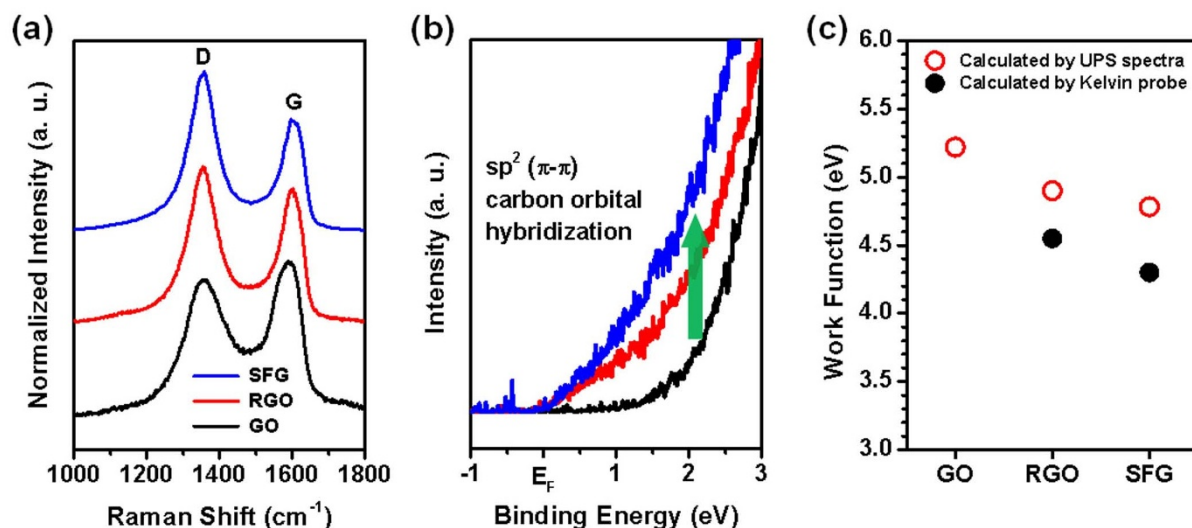 (a)
D
G
Normalized Intensity (a. u.)
SFG
RGO
GO
1000 1200 1400 1600 1800
Raman Shift (cm⁻¹)
(b)
sp² (π-π)
carbon orbital
hybridization
Intensity (a. u.)
-1 E_F 1 2 3
Binding Energy (eV)
(c)
Calculated by UPS spectra
Calculated by Kelvin probe
Work Function (eV)
6.0
5.5
5.0
4.5
4.0
3.5
3.0
GO RGO SFG